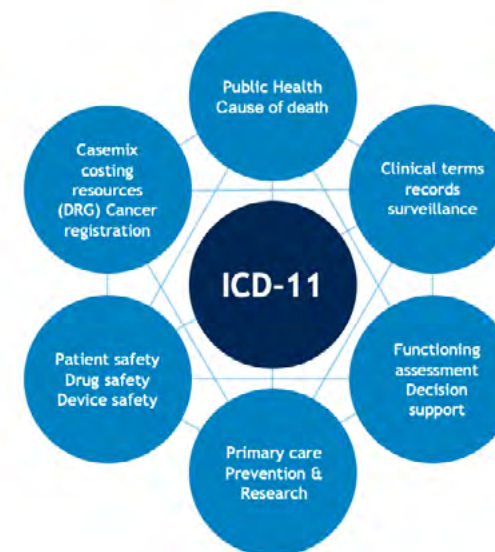 Public Health
Cause of death
Casemix
costing
resources
(DRG) Cancer
registration
Clinical terms
records
surveillance
ICD-11
Patient safety
Drug safety
Device safety
Functioning
assessment
Decision
support
Primary care
Prevention &
Research